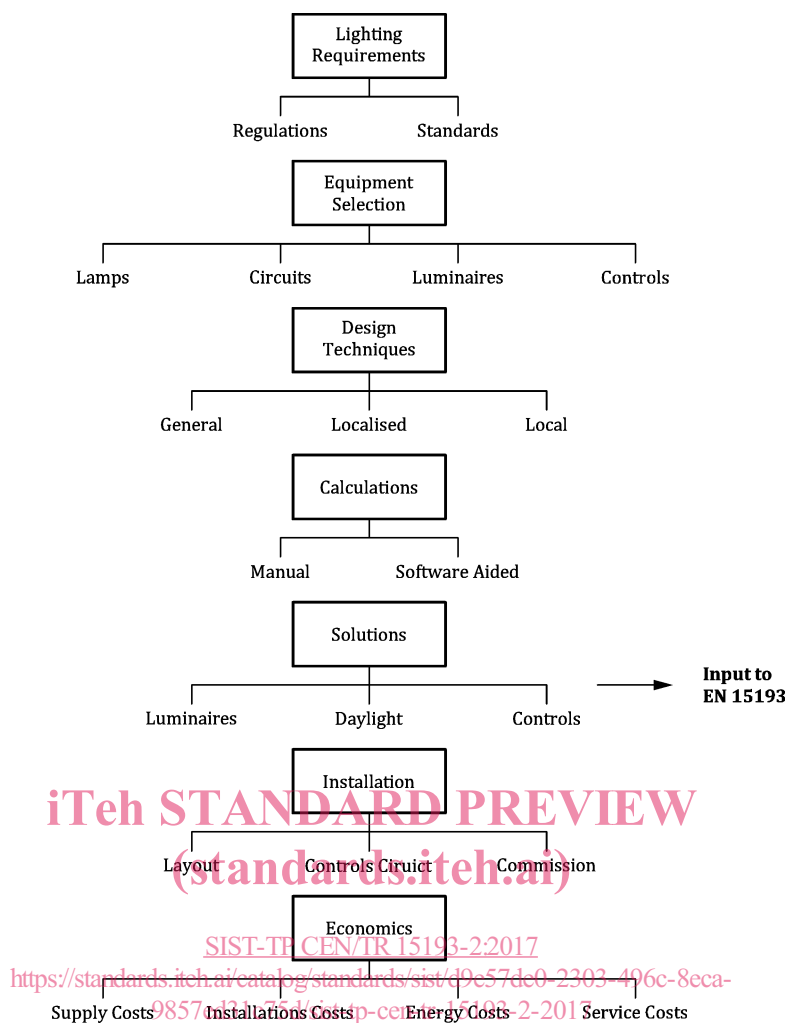 Lighting
Requirements
Regulations Standards
Equipment
Selection
Lamps Circuits Luminaires Controls
Design
Techniques
General Localised Local
Calculations
Manual Software Aided
Solutions
Input to
EN 15193
Luminaires Daylight Controls
Installation
iTeh STANDARD PREVIEW
Layout Controls Ciruict Commission
(standards.iteh.ai)
Economics
SIST-TP CEN/TR 15193-2:2017
https://standards.iteh.ai/catalog/standards/sist/d9c57dc0-2303-496c-8eca-
Supply Costs Installations Costs Energy Costs Service Costs